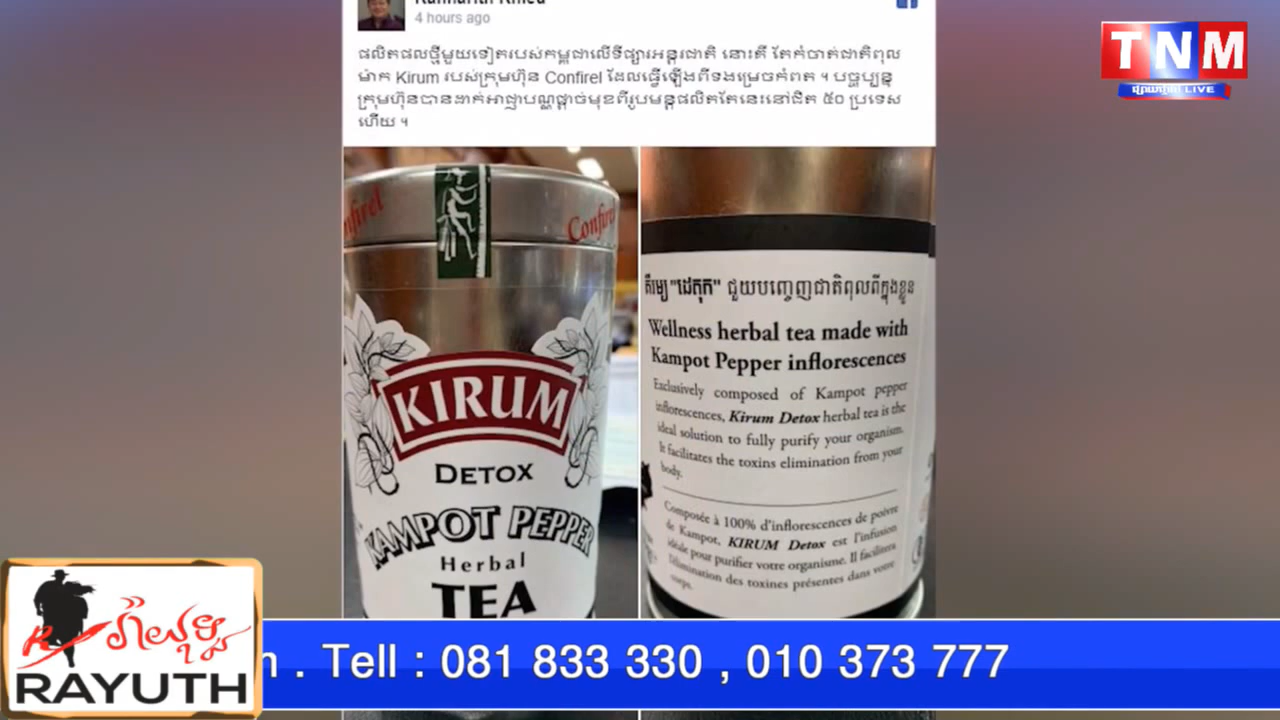 4 hours ago
ផលិតផលថ្មីមួយទៀតរបស់កម្ពុជាលើទីផ្សារអន្តរជាតិ នោះគឺ តែកំចាត់ជាតិពុល
ម៉ាក Kirum របស់ក្រុមហ៊ុន Confirel ដែលធ្វើឡើងពីទងម្រេចកំពត ។ បច្ចុប្បន្ន
ក្រុមហ៊ុនបានដាក់អាជ្ញាបណ្ណផ្តាច់មុខពីរូបមន្តផលិតតែនេះនៅជិត ៥០ ប្រទេស
ហើយ ។
TNM
LIVE
Confirel
KIRUM
DETOX
KAMPOT PEPPER
Herbal
TEA
"ដេតុក" ជួយបញ្ចេញជាតិពុលពីក្នុងខ្លួន
Wellness herbal tea made with
Kampot Pepper inflorescences
Exclusively composed of Kampot pepper
inflorescences, Kirum Detox herbal tea is the
ideal solution to fully purify your organism.
It facilitates the toxins elimination from your
body.
Composée à 100% d'inflorescences de poivre
de Kampot, KIRUM Detox est l'infusion
idéale pour purifier votre organisme. Il facilitera
l'élimination des toxines présentes dans votre
corps.
RAYUTH
. Tell : 081 833 330 , 010 373 777